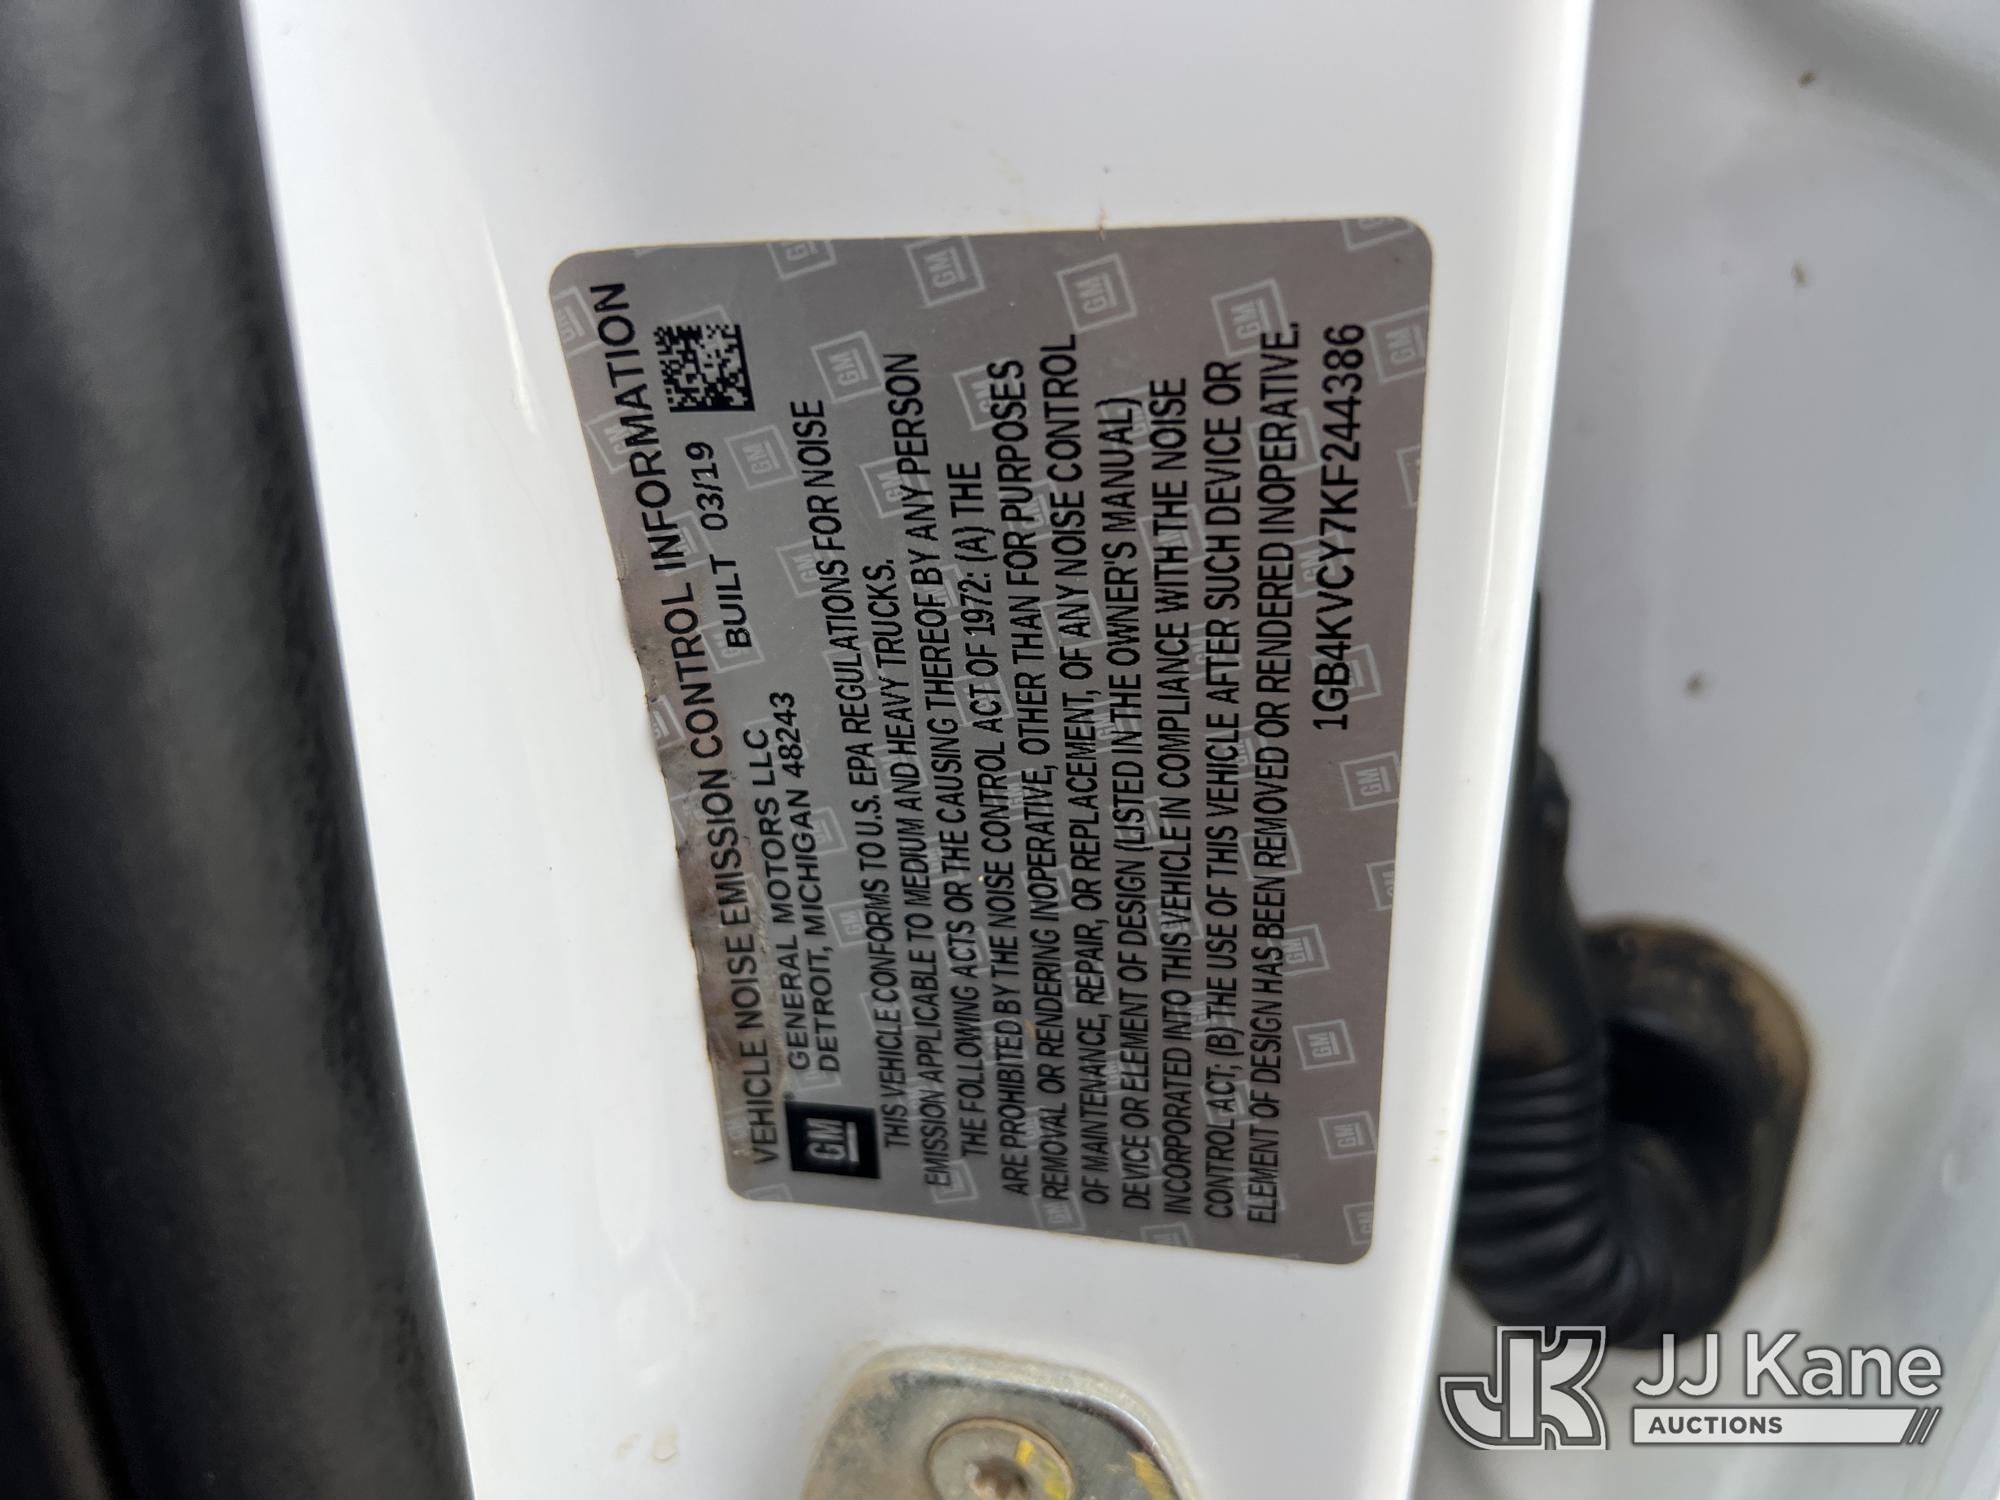 VEHICLE NOISE EMISSION CONTROL INFORMATION
GM
GENERAL MOTORS LLC
DETROIT, MICHIGAN 48243
BUILT 03/19
THIS VEHICLE CONFORMS TO U.S. EPA REGULATIONS FOR NOISE
EMISSION APPLICABLE TO MEDIUM AND HEAVY TRUCKS.
THE FOLLOWING ACTS OR THE CAUSING THEREOF BY ANY PERSON
ARE PROHIBITED BY THE NOISE CONTROL ACT OF 1972: (A) THE
REMOVAL OR RENDERING INOPERATIVE, OTHER THAN FOR PURPOSES
OF MAINTENANCE, REPAIR, OR REPLACEMENT, OF ANY NOISE CONTROL
DEVICE OR ELEMENT OF DESIGN (LISTED IN THE OWNER'S MANUAL)
INCORPORATED INTO THIS VEHICLE IN COMPLIANCE WITH THE NOISE
CONTROL ACT; (B) THE USE OF THIS VEHICLE AFTER SUCH DEVICE OR
ELEMENT OF DESIGN HAS BEEN REMOVED OR RENDERED INOPERATIVE.
1GB4KVCY7KF244386
JK JJ Kane
AUCTIONS